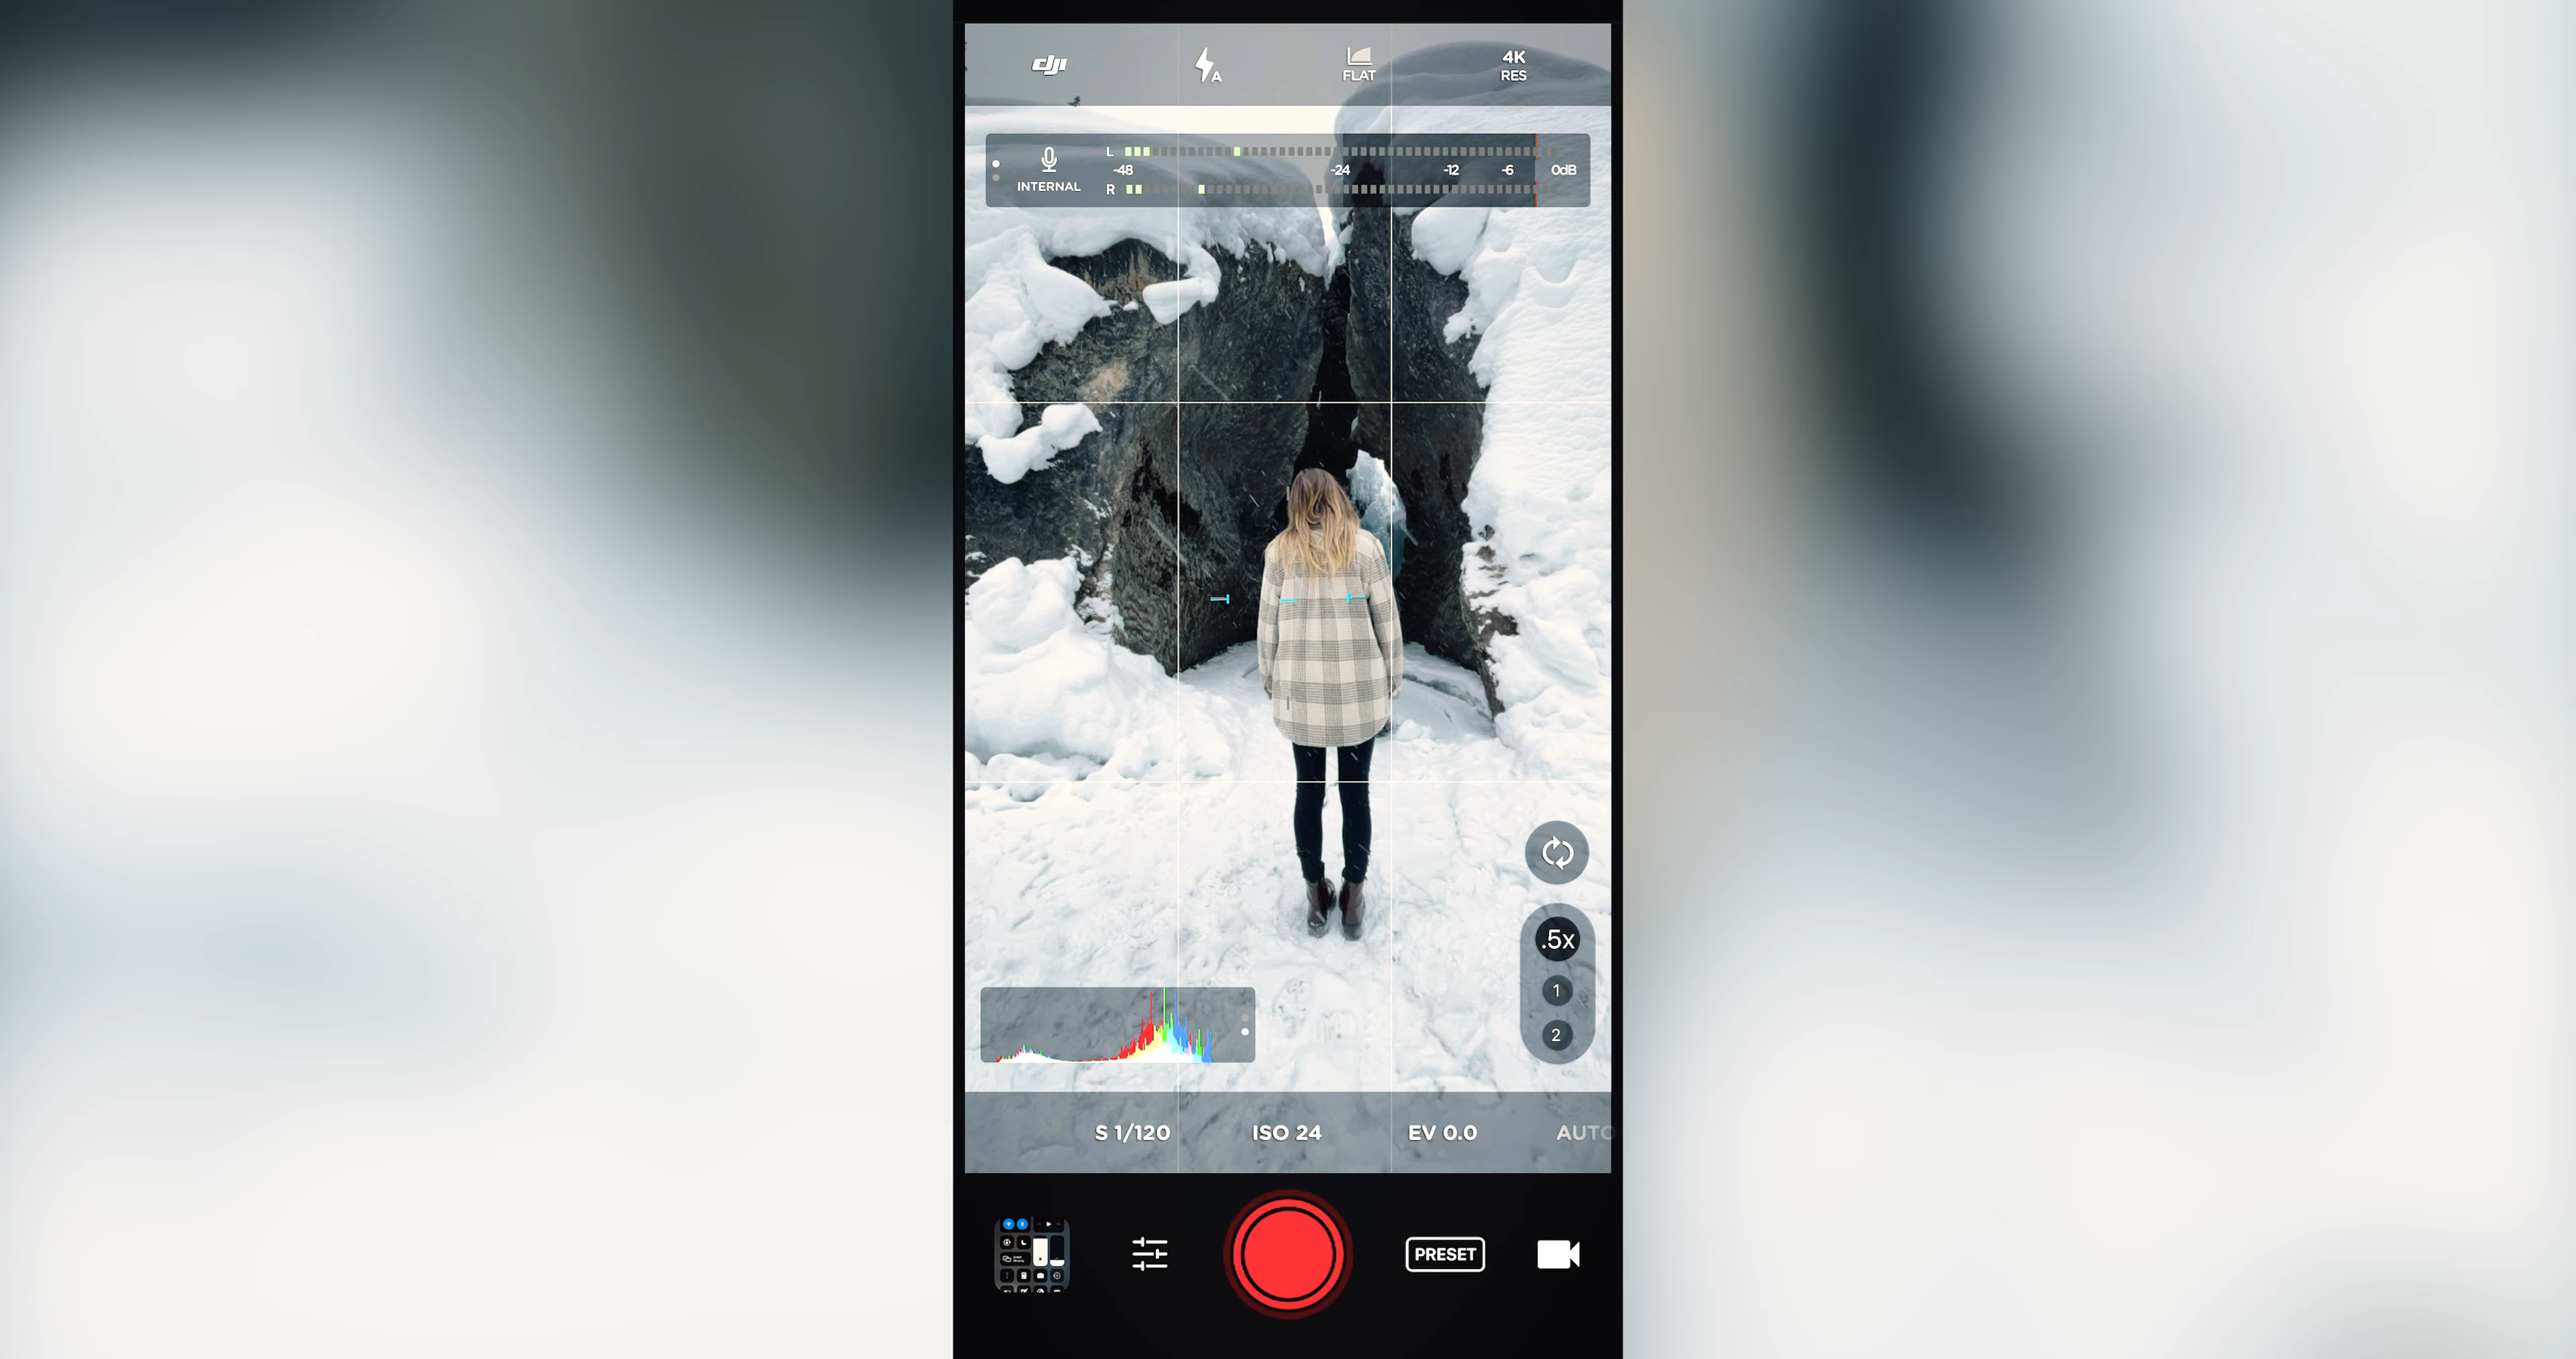 dji
A
FLAT
4K
RES
L
-48 -24 -12 -6 0dB
INTERNAL
R
.5x
1
2
S 1/120 ISO 24 EV 0.0 AUTO
PRESET